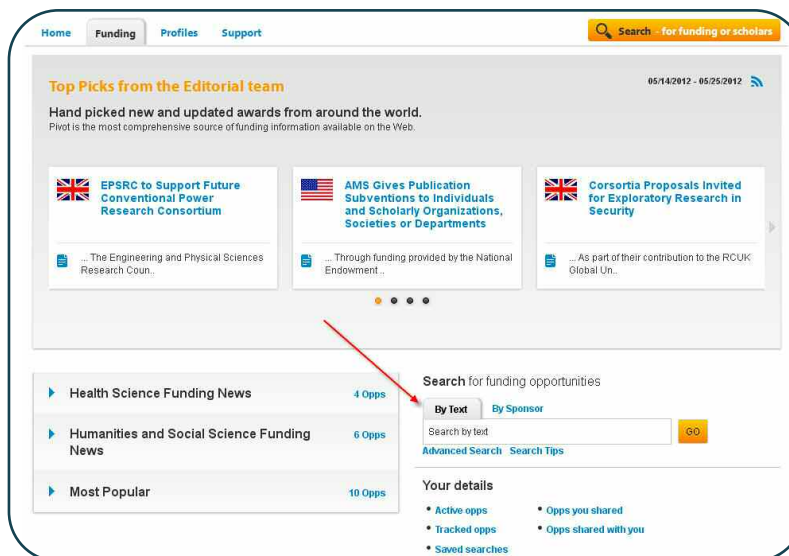 Home Funding Profiles Support
Search - for funding or scholars
Top Picks from the Editorial team
05/14/2012 - 05/25/2012
Hand picked new and updated awards from around the world.
Pivot is the most comprehensive source of funding information available on the Web.
EPSRC to Support Future
Conventional Power
Research Consortium
... The Engineering and Physical Sciences
Research Coun..
AMS Gives Publication
Subventions to Individuals
and Scholarly Organizations,
Societies or Departments
... Through funding provided by the National
Endowment ..
Corsortia Proposals Invited
for Exploratory Research in
Security
... As part of their contribution to the RCUK
Global Un..
Health Science Funding News
4 Opps
Humanities and Social Science Funding
News
6 Opps
Most Popular
10 Opps
Search for funding opportunities
By Text By Sponsor
Search by text
GO
Advanced Search Search Tips
Your details
• Active opps
• Tracked opps
• Saved searches
• Opps you shared
• Opps shared with you